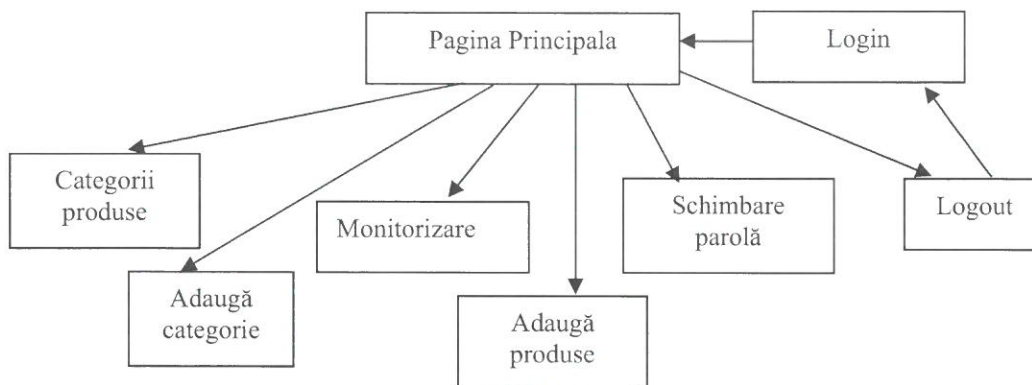 Pagina Principala
Login
Categorii
produse
Monitorizare
Schimbare
parolă
Logout
Adaugă
categorie
Adaugă
produse